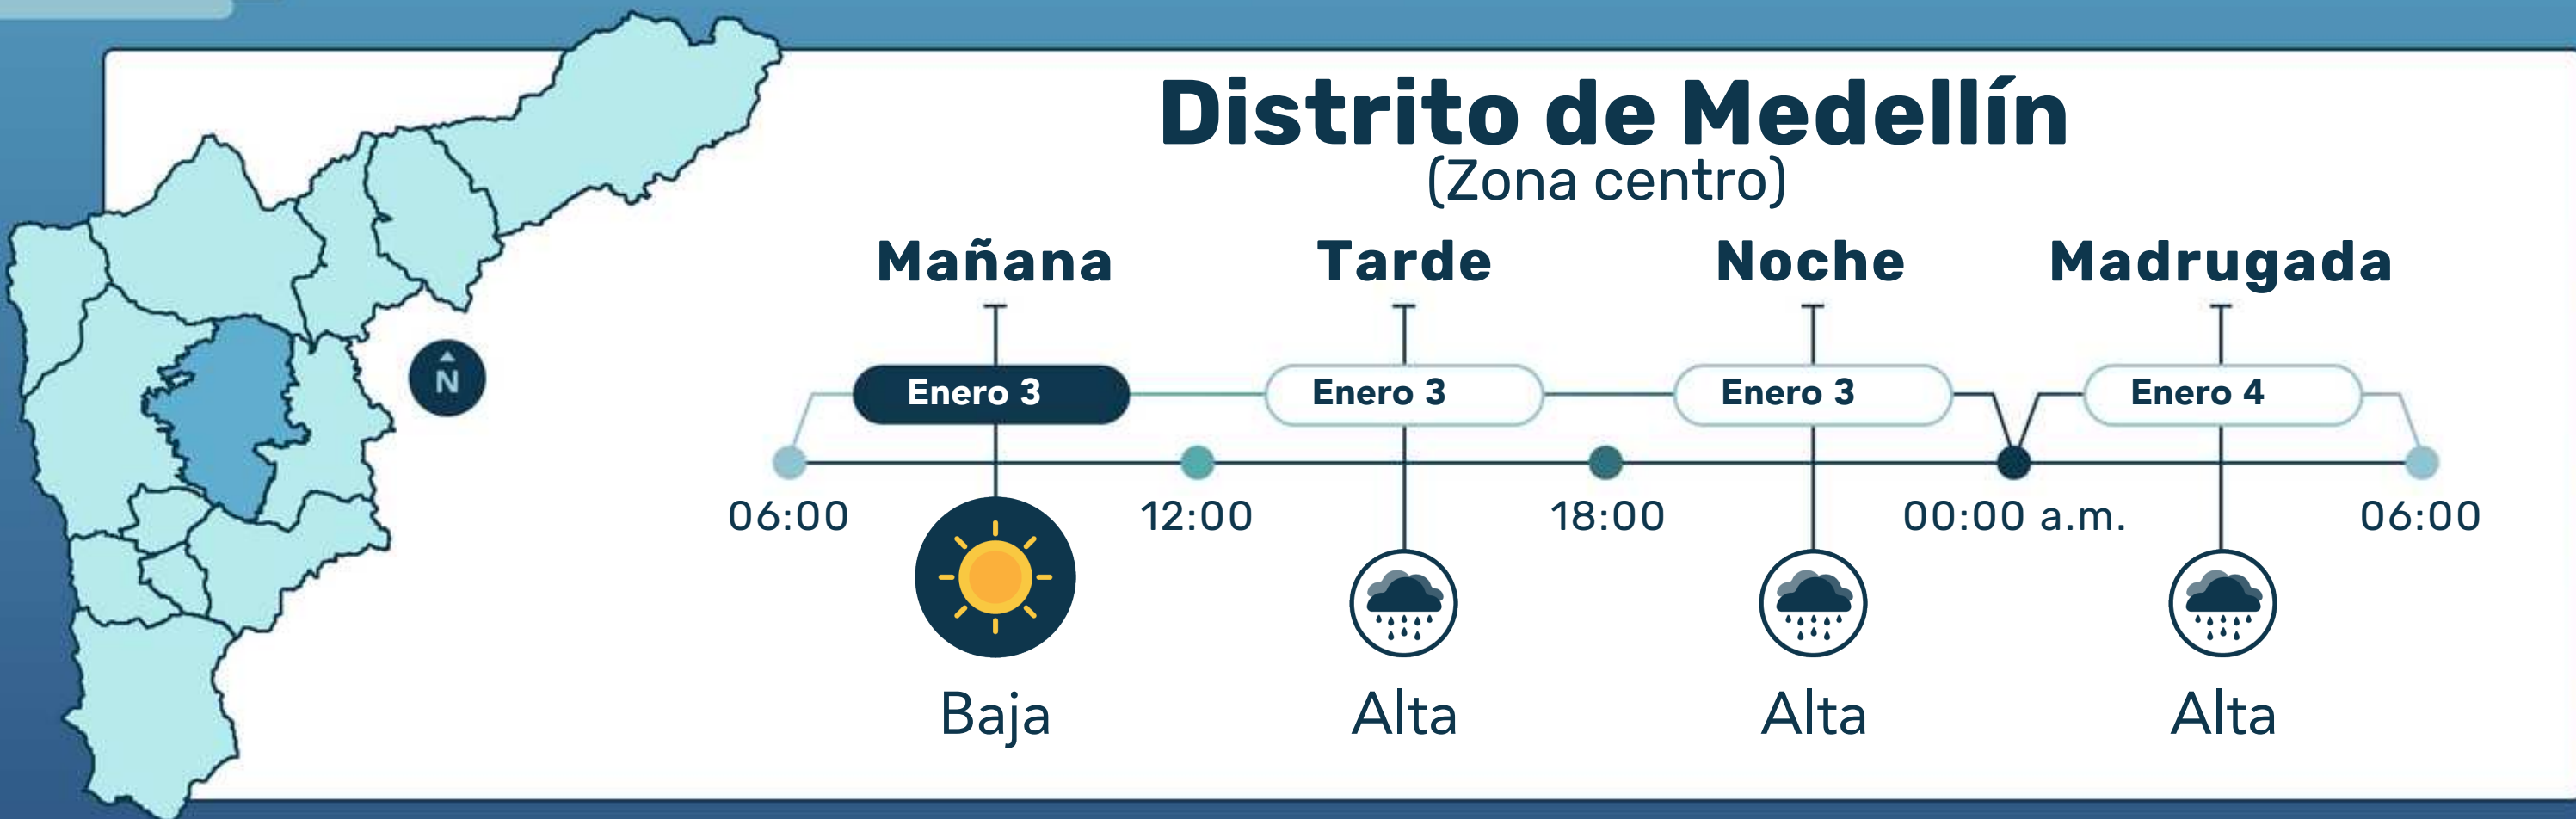 Distrito de Medellín
(Zona centro)
Mañana Tarde Noche Madrugada
N
Enero 3 Enero 3 Enero 3 Enero 4
06:00 12:00 18:00 00:00 a.m. 06:00
Baja Alta Alta Alta